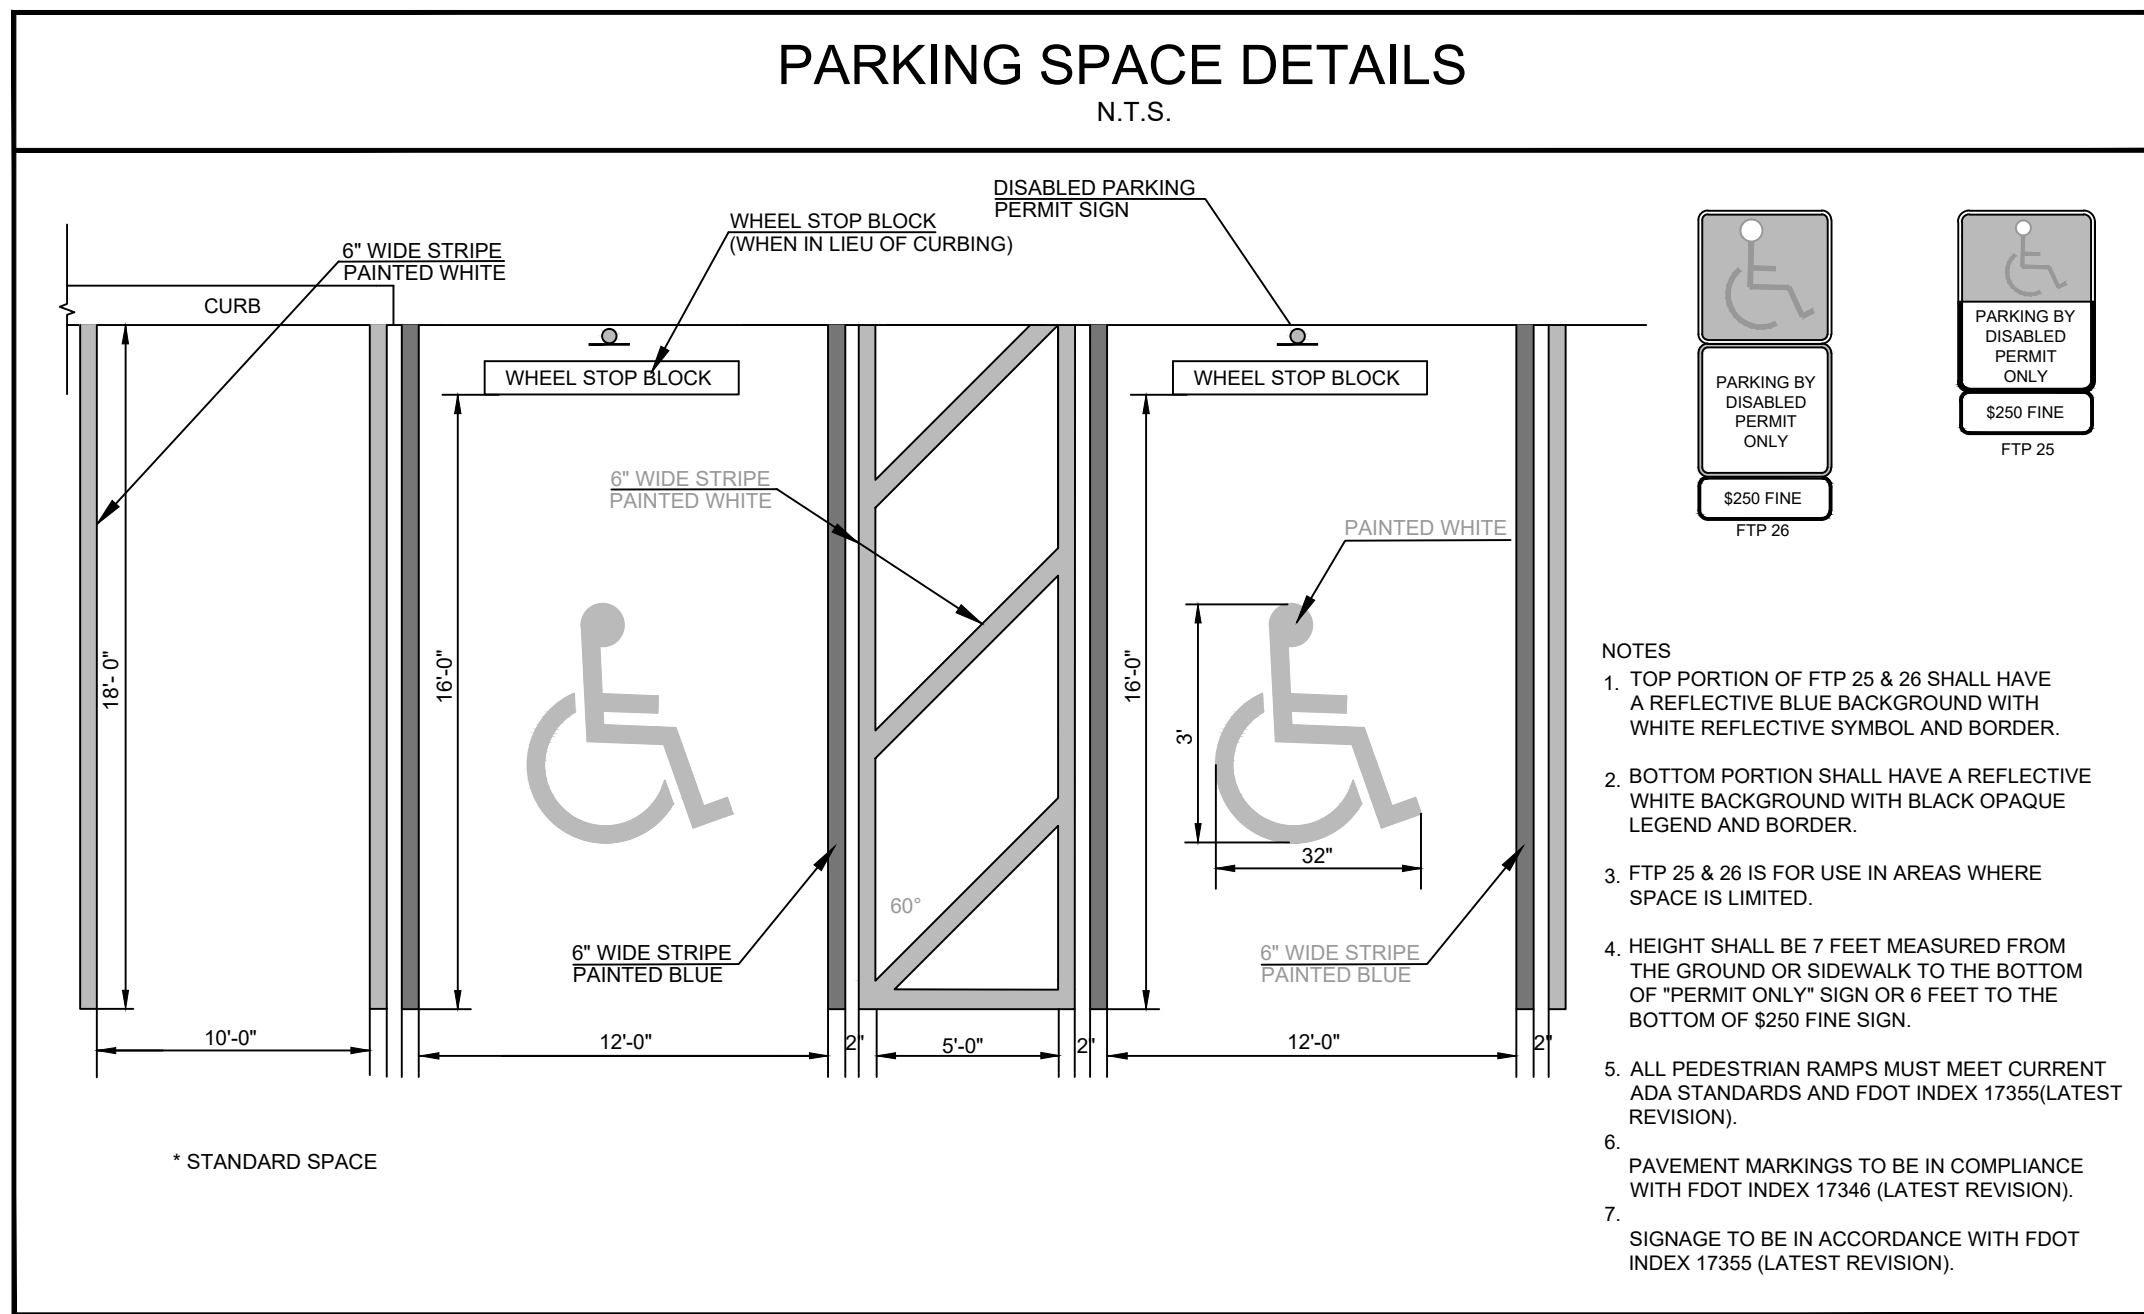 PARKING SPACE DETAILS
N.T.S.
DISABLED PARKING
PERMIT SIGN
WHEEL STOP BLOCK
(WHEN IN LIEU OF CURBING)
6" WIDE STRIPE
PAINTED WHITE
CURB
WHEEL STOP BLOCK
WHEEL STOP BLOCK
6" WIDE STRIPE
PAINTED WHITE
PAINTED WHITE
18'- 0"
16'-0"
16'-0"
3'
32"
60°
6" WIDE STRIPE
PAINTED BLUE
6" WIDE STRIPE
PAINTED BLUE
10'-0"
12'-0"
2"
5'-0"
2"
12'-0"
2"
* STANDARD SPACE
PARKING BY
DISABLED
PERMIT
ONLY
$250 FINE
FTP 26
PARKING BY
DISABLED
PERMIT
ONLY
$250 FINE
FTP 25
NOTES
1. TOP PORTION OF FTP 25 & 26 SHALL HAVE
A REFLECTIVE BLUE BACKGROUND WITH
WHITE REFLECTIVE SYMBOL AND BORDER.
2. BOTTOM PORTION SHALL HAVE A REFLECTIVE
WHITE BACKGROUND WITH BLACK OPAQUE
LEGEND AND BORDER.
3. FTP 25 & 26 IS FOR USE IN AREAS WHERE
SPACE IS LIMITED.
4. HEIGHT SHALL BE 7 FEET MEASURED FROM
THE GROUND OR SIDEWALK TO THE BOTTOM
OF "PERMIT ONLY" SIGN OR 6 FEET TO THE
BOTTOM OF $250 FINE SIGN.
5. ALL PEDESTRIAN RAMPS MUST MEET CURRENT
ADA STANDARDS AND FDOT INDEX 17355(LATEST
REVISION).
6.
PAVEMENT MARKINGS TO BE IN COMPLIANCE
WITH FDOT INDEX 17346 (LATEST REVISION).
7.
SIGNAGE TO BE IN ACCORDANCE WITH FDOT
INDEX 17355 (LATEST REVISION).